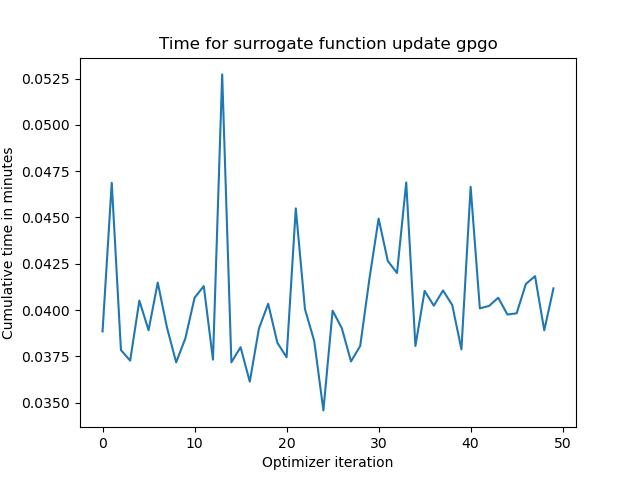 Time for surrogate function update gpgo
Cumulative time in minutes
0.0525
0.0500
0.0475
0.0450
0.0425
0.0400
0.0375
0.0350
0 10 20 30 40 50
Optimizer iteration